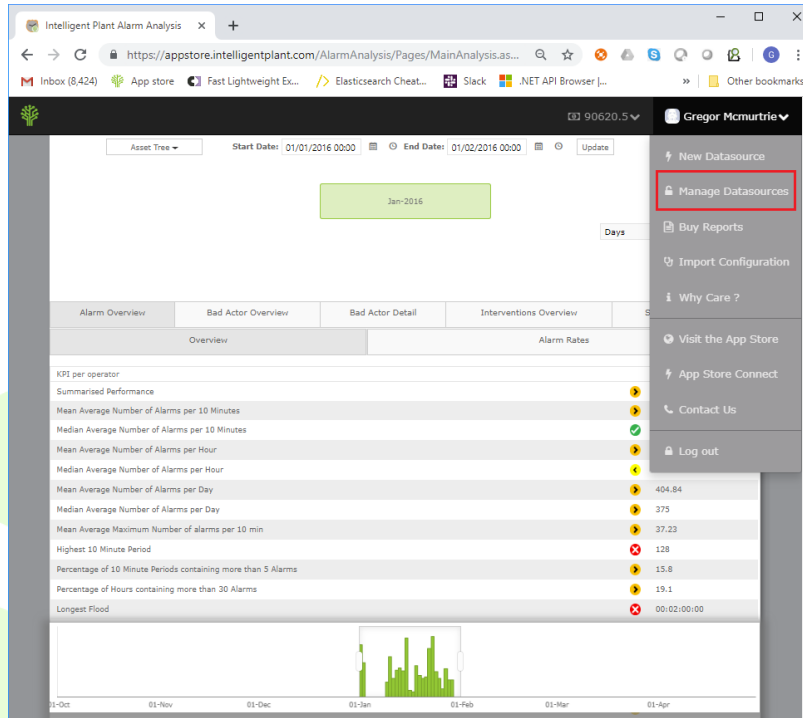 Intelligent Plant Alarm Analysis
https://appstore.intelligentplant.com/AlarmAnalysis/Pages/MainAnalysis.as...
G
Inbox (8,424)
App store
Fast Lightweight Ex...
Elasticsearch Cheat...
Slack
.NET API Browser |...
»
Other bookmarks
90620.5
Gregor Mcmurtrie
Asset Tree
Start Date: 01/01/2016 00:00
End Date: 01/02/2016 00:00
Update
New Datasource
Manage Datasources
Buy Reports
Import Configuration
Why Care ?
Visit the App Store
App Store Connect
Contact Us
Log out
Jan-2016
Days
Alarm Overview
Bad Actor Overview
Bad Actor Detail
Interventions Overview
S
Overview
Alarm Rates
KPI per operator
Summarised Performance
Mean Average Number of Alarms per 10 Minutes
Median Average Number of Alarms per 10 Minutes
Mean Average Number of Alarms per Hour
Median Average Number of Alarms per Hour
Mean Average Number of Alarms per Day 404.84
Median Average Number of Alarms per Day 375
Mean Average Maximum Number of alarms per 10 min 37.23
Highest 10 Minute Period 128
Percentage of 10 Minute Periods containing more than 5 Alarms 15.8
Percentage of Hours containing more than 30 Alarms 19.1
Longest Flood 00:02:00:00
01-Oct 01-Nov 01-Dec 01-Jan 01-Feb 01-Mar 01-Apr